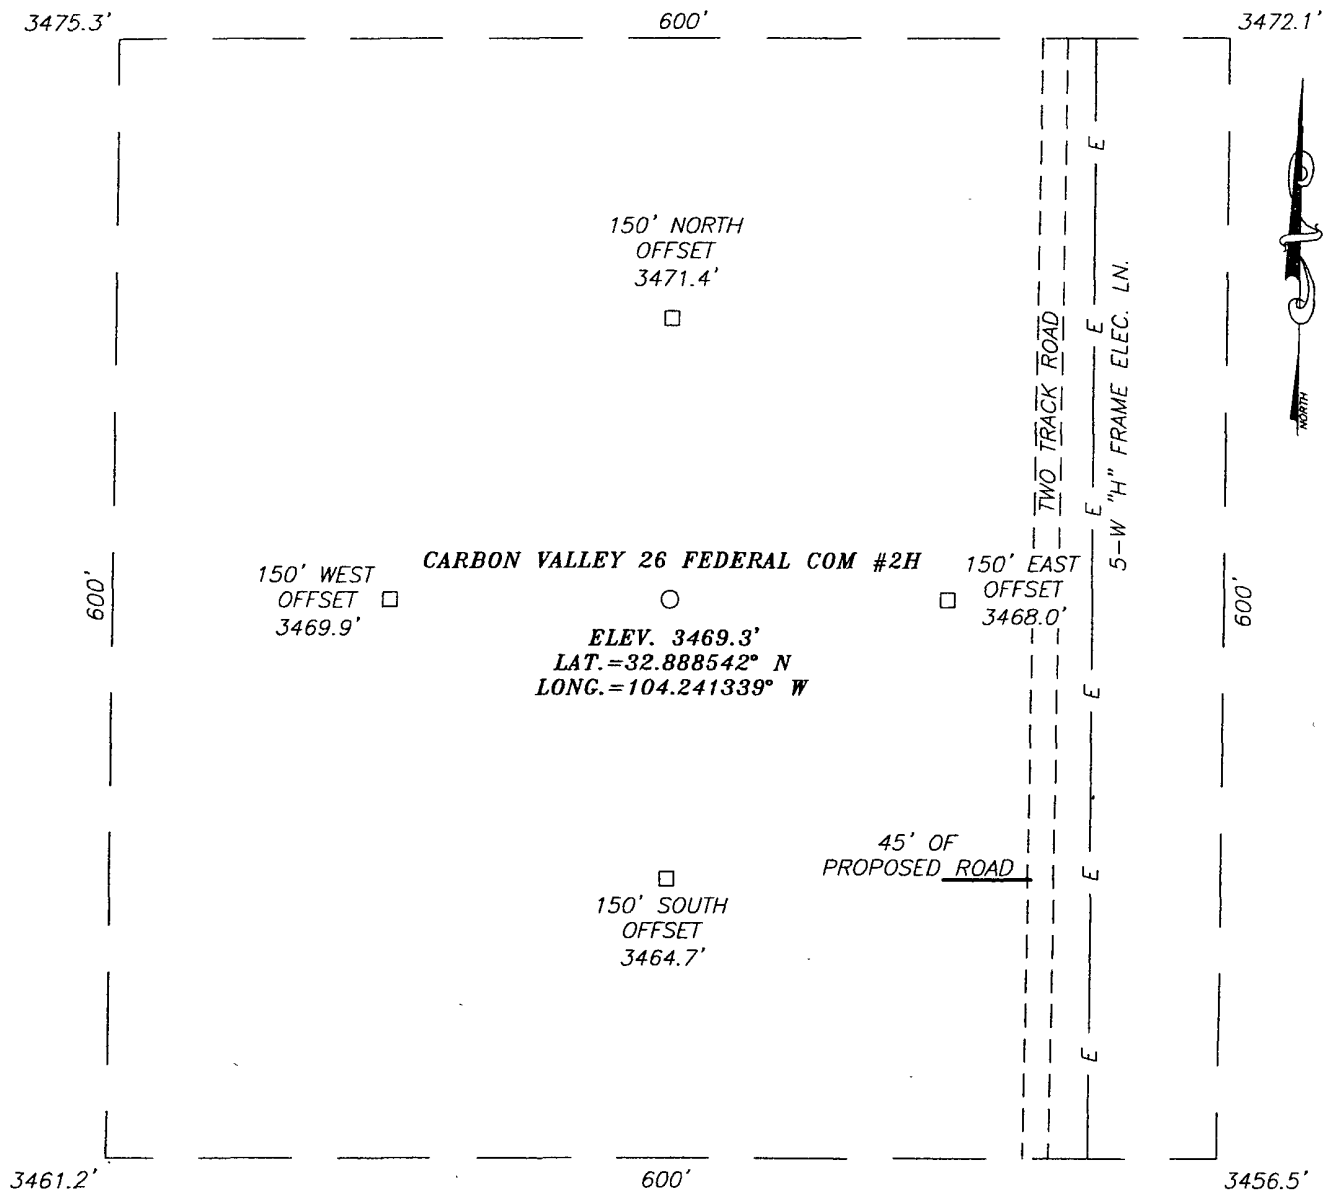 3475.3'
600'
3472.1'
150' NORTH
OFFSET
3471.4'
NORTH
TWO TRACK ROAD
E
E
E
E
E
E
5-W "H" FRAME ELEC. LN.
600'
150' WEST
OFFSET
3469.9'
CARBON VALLEY 26 FEDERAL COM #2H
ELEV. 3469.3'
LAT.=32.888542° N
LONG.=104.241339° W
150' EAST
OFFSET
3468.0'
600'
45' OF
PROPOSED ROAD
150' SOUTH
OFFSET
3464.7'
3461.2'
600'
3456.5'